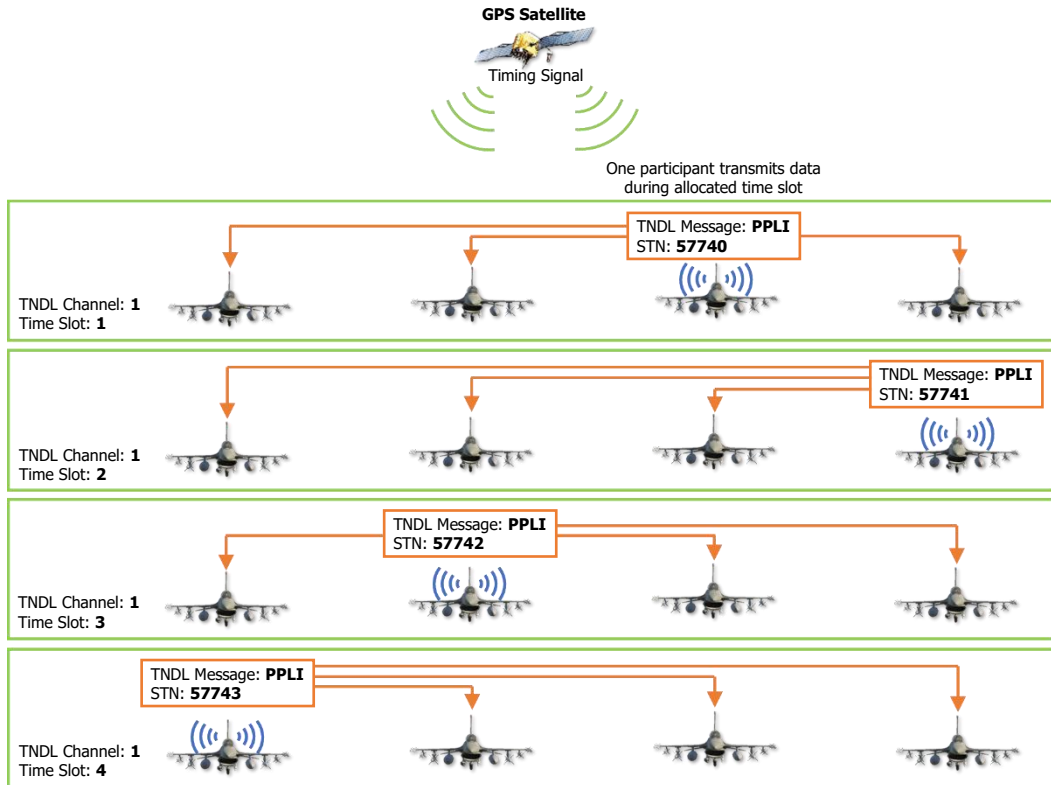 GPS Satellite
Timing Signal
One participant transmits data
during allocated time slot
TNDL Message: PPLI
STN: 57740
TNDL Channel: 1
Time Slot: 1
TNDL Message: PPLI
STN: 57741
TNDL Channel: 1
Time Slot: 2
TNDL Message: PPLI
STN: 57742
TNDL Channel: 1
Time Slot: 3
TNDL Message: PPLI
STN: 57743
TNDL Channel: 1
Time Slot: 4